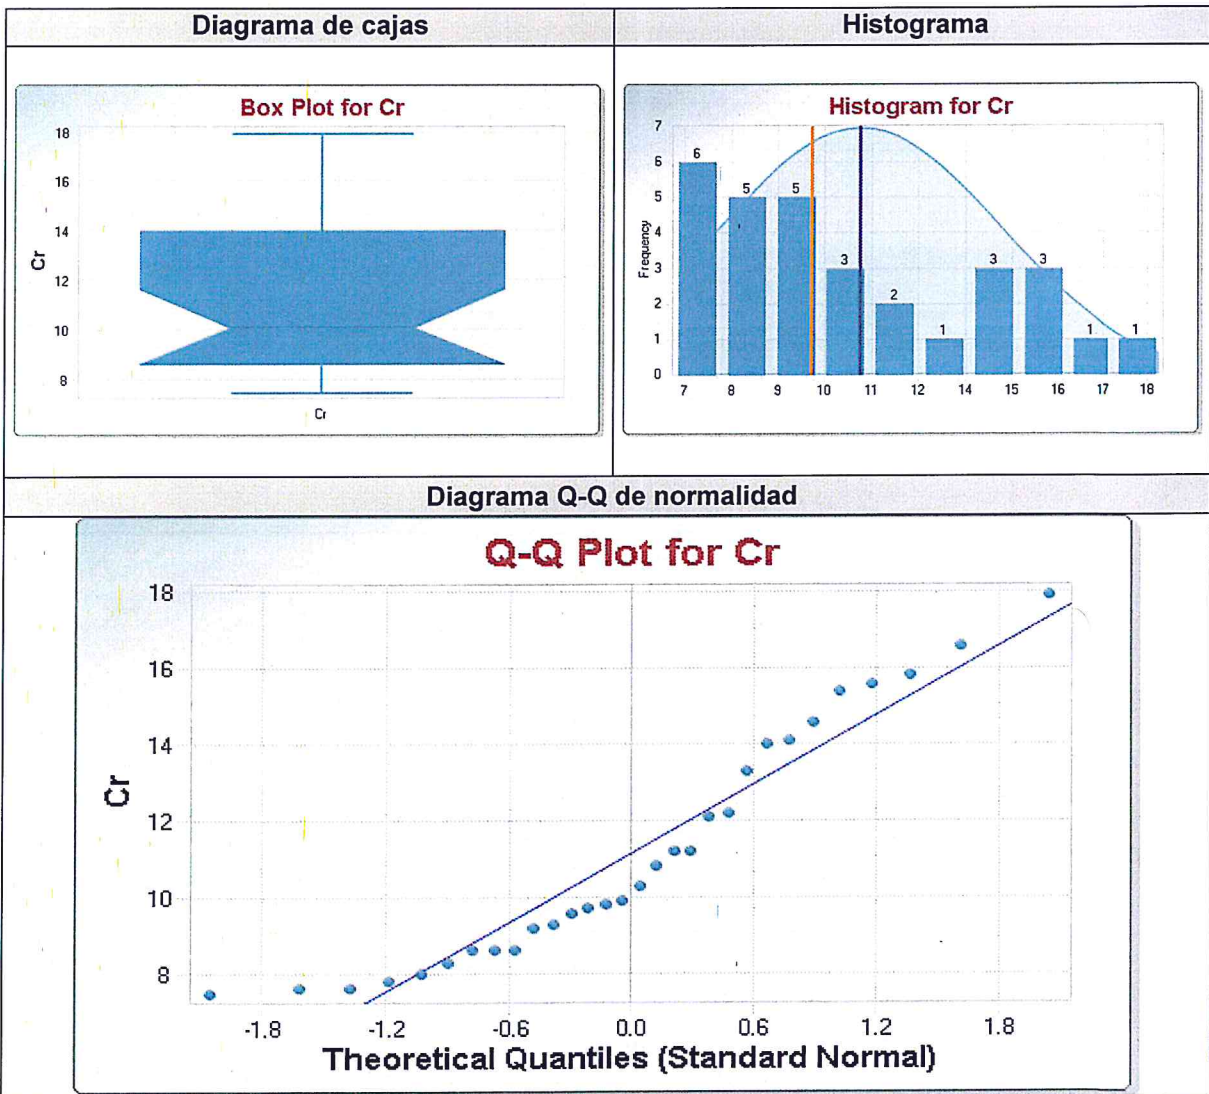 Diagrama de cajas
Histograma
Box Plot for Cr
18
16
14
12
10
8
Cr
Cr
Histogram for Cr
7
6
5
4
3
2
1
0
Frequency
6
5
5
3
2
1
3
3
1
1
7 8 9 10 11 12 14 15 16 17 18
Diagrama Q-Q de normalidad
Q-Q Plot for Cr
18
16
14
12
10
8
Cr
-1.8 -1.2 -0.6 0.0 0.6 1.2 1.8
Theoretical Quantiles (Standard Normal)